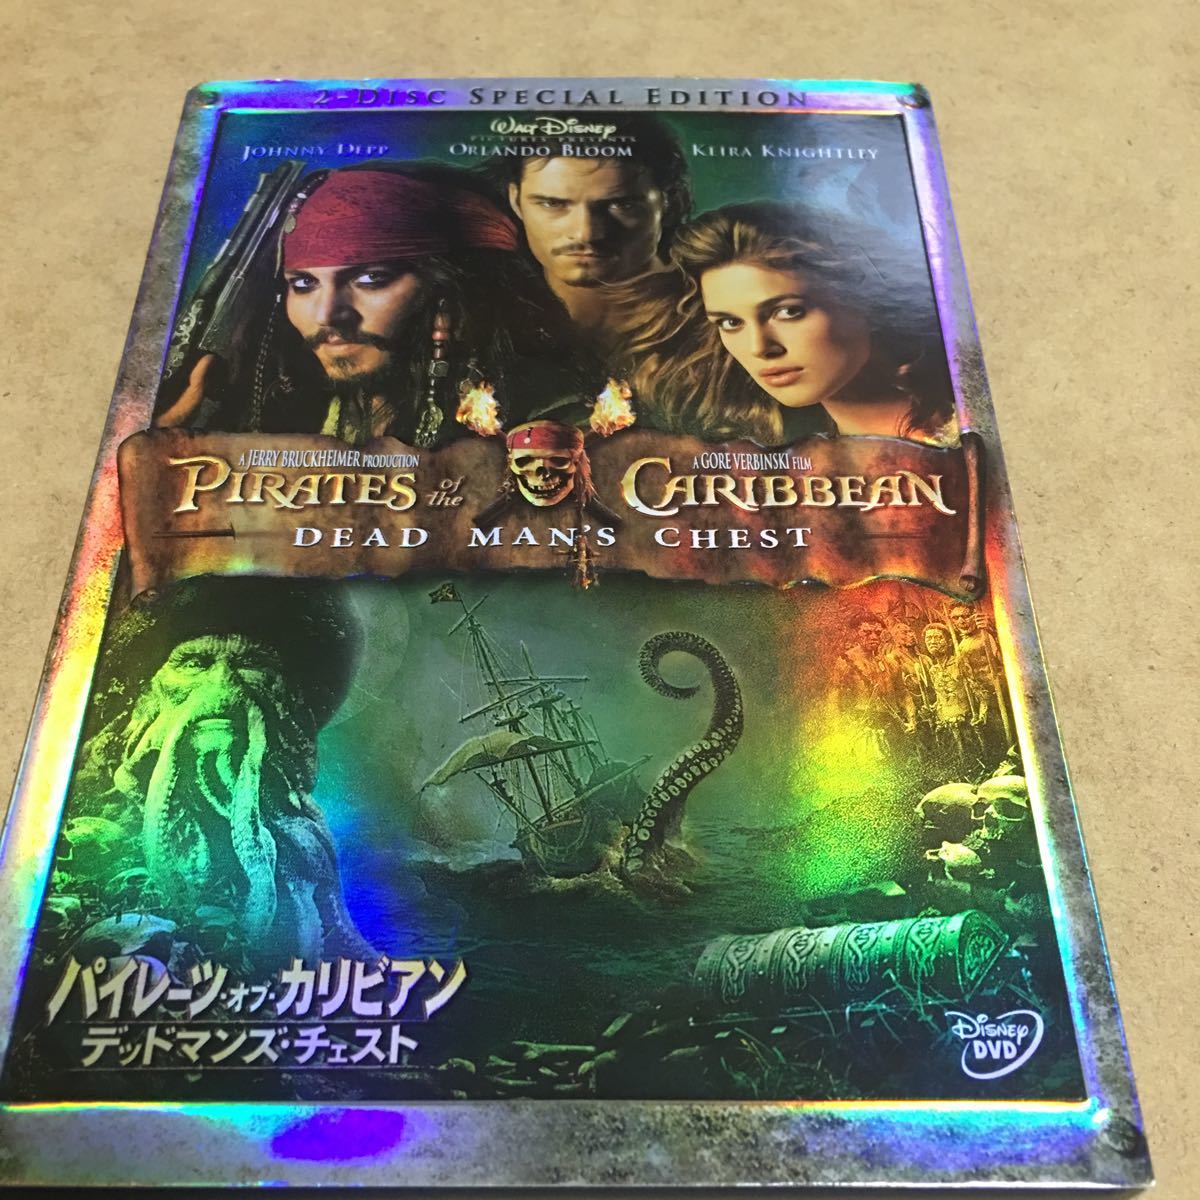 2-DISC SPECIAL EDITION
WALT DISNEY
PICTURES PRESENTS
JOHNNY DEPP ORLANDO BLOOM KEIRA KNIGHTLEY
A JERRY BRUCKHEIMER PRODUCTION A GORE VERBINSKI FILM
PIRATES of the CARIBBEAN
DEAD MAN'S CHEST
パイレーツ・オブ・カリビアン
デッドマンズ・チェスト
DISNEY
DVD